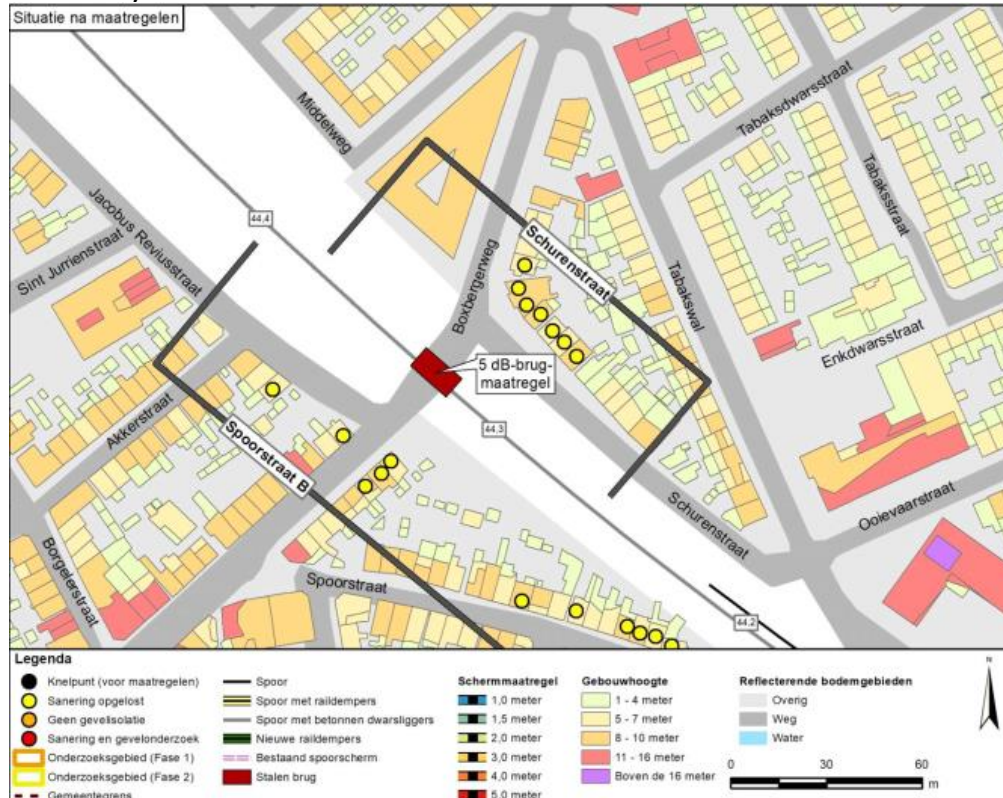 Situatie na maatregelen
Middelweg
Tabaksdwarsstraat
Tabaksstraat
Jacobus Reviusstraat
44,4
Sint Jurrienstraat
Schurenstraat
Boxbergerweg
Tabakswal
Enkdwarsstraat
5 dB-brug-
maatregel
Akkerstraat
Spoorstraat B
44,3
Schurenstraat
Ooievaarstraat
Borgelerstraat
Spoorstraat
44,2
Legenda
Knelpunt (voor maatregelen)
Sanering opgelost
Geen gevelisolatie
Sanering en gevelonderzoek
Onderzoeksgebied (Fase 1)
Onderzoeksgebied (Fase 2)
Gemeentegrens
Spoor
Spoor met raildempers
Spoor met betonnen dwarsliggers
Nieuwe raildempers
Bestaand spoorscherm
Stalen brug
Schermmaatregel
1,0 meter
1,5 meter
2,0 meter
3,0 meter
4,0 meter
5,0 meter
Gebouwhoogte
1 - 4 meter
5 - 7 meter
8 - 10 meter
11 - 16 meter
Boven de 16 meter
Reflecterende bodemgebieden
Overig
Weg
Water
N
0 30 60
m